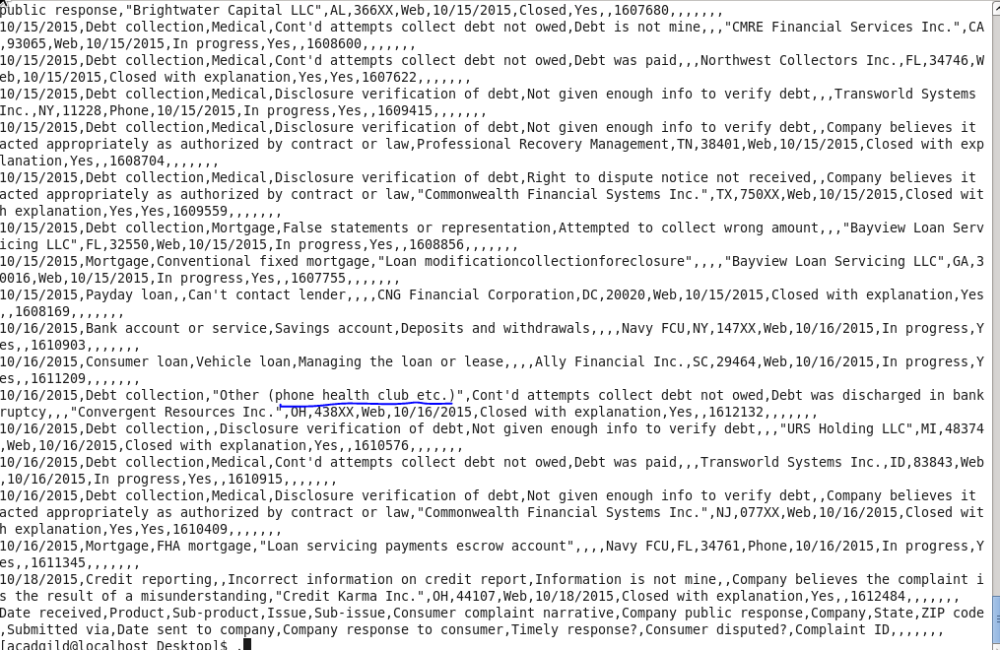 public response,"Brightwater Capital LLC",AL,366XX,Web,10/15/2015,Closed,Yes,,1607680,,,,,,,
10/15/2015,Debt collection,Medical,Cont'd attempts collect debt not owed,Debt is not mine,,,"CMRE Financial Services Inc.",CA
,93065,Web,10/15/2015,In progress,Yes,,1608600,,,,,,,
10/15/2015,Debt collection,Medical,Cont'd attempts collect debt not owed,Debt was paid,,,Northwest Collectors Inc.,FL,34746,W
eb,10/15/2015,Closed with explanation,Yes,Yes,1607622,,,,,,,
10/15/2015,Debt collection,Medical,Disclosure verification of debt,Not given enough info to verify debt,,,Transworld Systems
Inc.,NY,11228,Phone,10/15/2015,In progress,Yes,,1609415,,,,,,,
10/15/2015,Debt collection,Medical,Disclosure verification of debt,Not given enough info to verify debt,,Company believes it
acted appropriately as authorized by contract or law,Professional Recovery Management,TN,38401,Web,10/15/2015,Closed with exp
lanation,Yes,,1608704,,,,,,,
10/15/2015,Debt collection,Medical,Disclosure verification of debt,Right to dispute notice not received,,Company believes it
acted appropriately as authorized by contract or law,"Commonwealth Financial Systems Inc.",TX,750XX,Web,10/15/2015,Closed wit
h explanation,Yes,Yes,1609559,,,,,,,
10/15/2015,Debt collection,Mortgage,False statements or representation,Attempted to collect wrong amount,,,"Bayview Loan Serv
icing LLC",FL,32550,Web,10/15/2015,In progress,Yes,,1608856,,,,,,,
10/15/2015,Mortgage,Conventional fixed mortgage,"Loan modificationcollectionforeclosure",,,,"Bayview Loan Servicing LLC",GA,3
0016,Web,10/15/2015,In progress,Yes,,1607755,,,,,,,
10/15/2015,Payday loan,,Can't contact lender,,,,CNG Financial Corporation,DC,20020,Web,10/15/2015,Closed with explanation,Yes
,,1608169,,,,,,,
10/16/2015,Bank account or service,Savings account,Deposits and withdrawals,,,,Navy FCU,NY,147XX,Web,10/16/2015,In progress,Y
es,,1610903,,,,,,,
10/16/2015,Consumer loan,Vehicle loan,Managing the loan or lease,,,,Ally Financial Inc.,SC,29464,Web,10/16/2015,In progress,Y
es,,1611209,,,,,,,
10/16/2015,Debt collection,"Other (phone health club etc.)",Cont'd attempts collect debt not owed,Debt was discharged in bank
ruptcy,,,"Convergent Resources Inc.",OH,438XX,Web,10/16/2015,Closed with explanation,Yes,,1612132,,,,,,,
10/16/2015,Debt collection,,Disclosure verification of debt,Not given enough info to verify debt,,,"URS Holding LLC",MI,48374
,Web,10/16/2015,Closed with explanation,Yes,,1610576,,,,,,,
10/16/2015,Debt collection,Medical,Cont'd attempts collect debt not owed,Debt was paid,,,Transworld Systems Inc.,ID,83843,Web
,10/16/2015,In progress,Yes,,1610915,,,,,,,
10/16/2015,Debt collection,Medical,Disclosure verification of debt,Not given enough info to verify debt,,Company believes it
acted appropriately as authorized by contract or law,"Commonwealth Financial Systems Inc.",NJ,077XX,Web,10/16/2015,Closed wit
h explanation,Yes,Yes,1610409,,,,,,,
10/16/2015,Mortgage,FHA mortgage,"Loan servicing payments escrow account",,,,Navy FCU,FL,34761,Phone,10/16/2015,In progress,Y
es,,1611345,,,,,,,
10/18/2015,Credit reporting,,Incorrect information on credit report,Information is not mine,,Company believes the complaint i
s the result of a misunderstanding,"Credit Karma Inc.",OH,44107,Web,10/18/2015,Closed with explanation,Yes,,1612484,,,,,,,
Date received,Product,Sub-product,Issue,Sub-issue,Consumer complaint narrative,Company public response,Company,State,ZIP code
,Submitted via,Date sent to company,Company response to consumer,Timely response?,Consumer disputed?,Complaint ID,,,,,,,
[acadgild@localhost Desktop]$ .